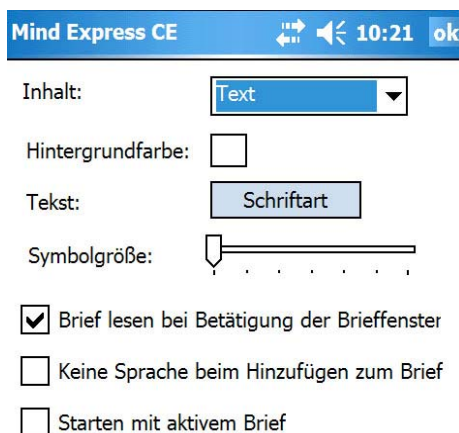 Mind Express CE 10:21 ok
Inhalt: Text
Hintergrundfarbe:
Tekst: Schriftart
Symbolgröße:
Brief lesen bei Betätigung der Brieffenster
Keine Sprache beim Hinzufügen zum Brief
Starten mit aktivem Brief